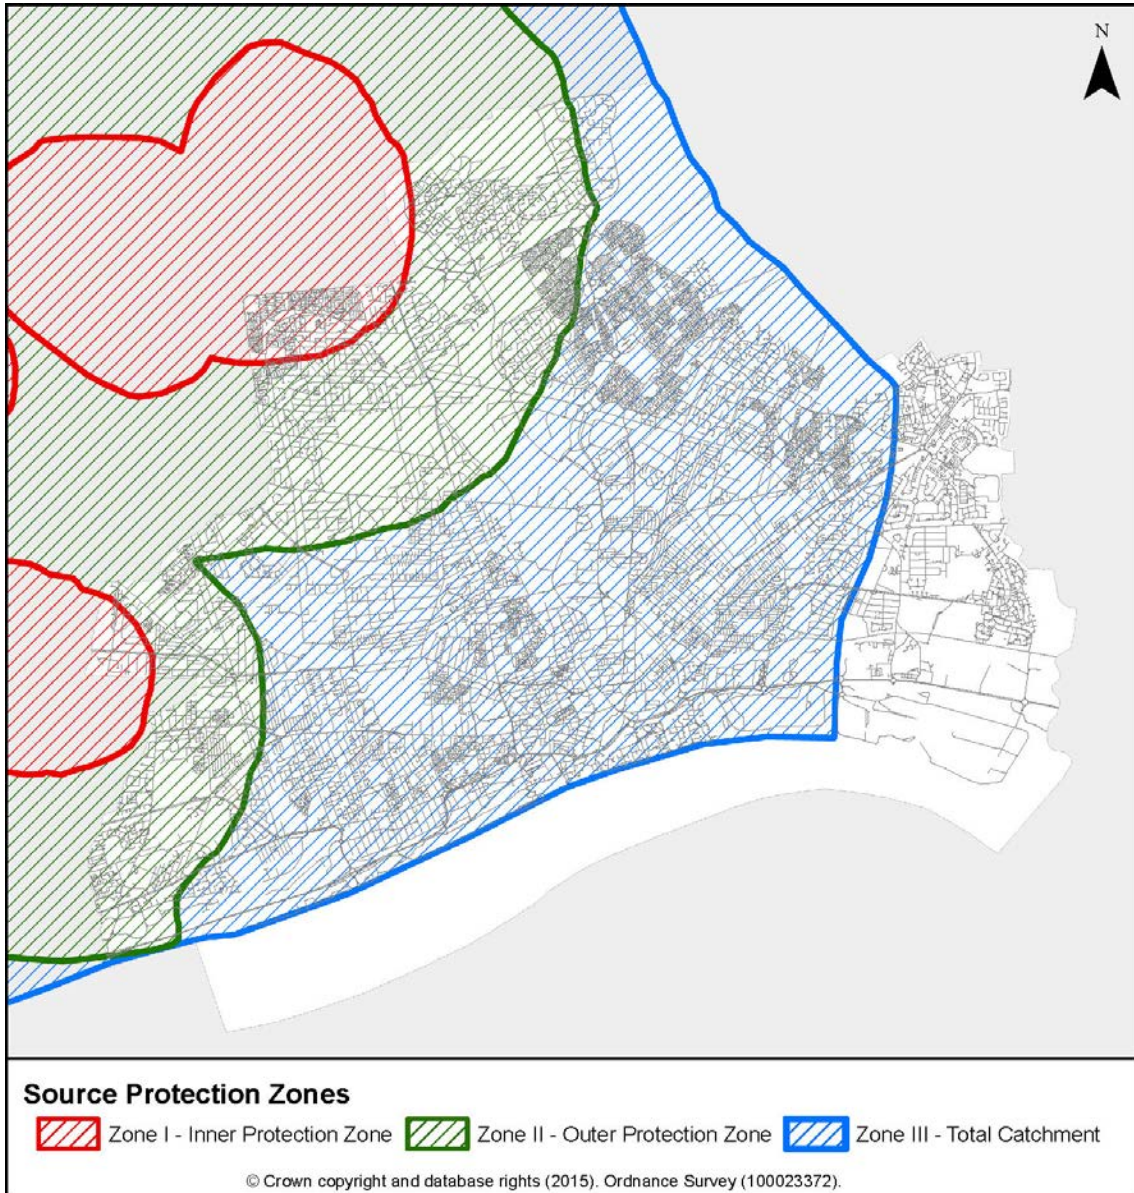 N
Source Protection Zones
Zone I - Inner Protection Zone Zone II - Outer Protection Zone Zone III - Total Catchment
© Crown copyright and database rights (2015). Ordnance Survey (100023372).